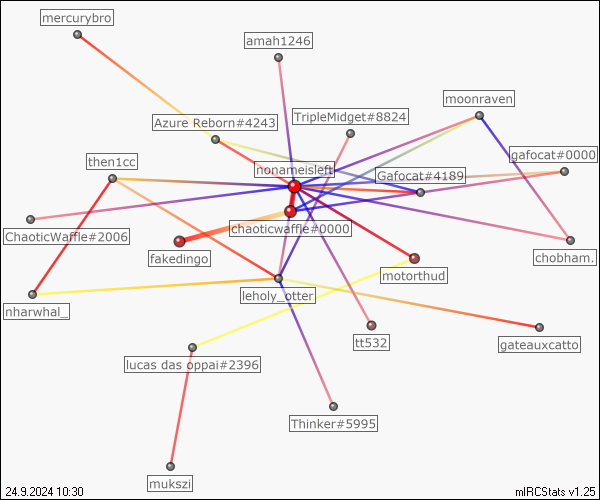 mercurybro
amah1246
moonraven
Azure Reborn#4243
TripleMidget#8824
then1cc
nonameisleft
Gafocat#4189
gafocat#0000
ChaoticWaffle#2006
chaoticwaffle#0000
fakedingo
motorthud
chobham.
nharwhal_
leholy_otter
tt532
gateauxcatto
lucas das oppai#2396
Thinker#5995
mukszi
24.9.2024 10:30
mIRCStats v1.25